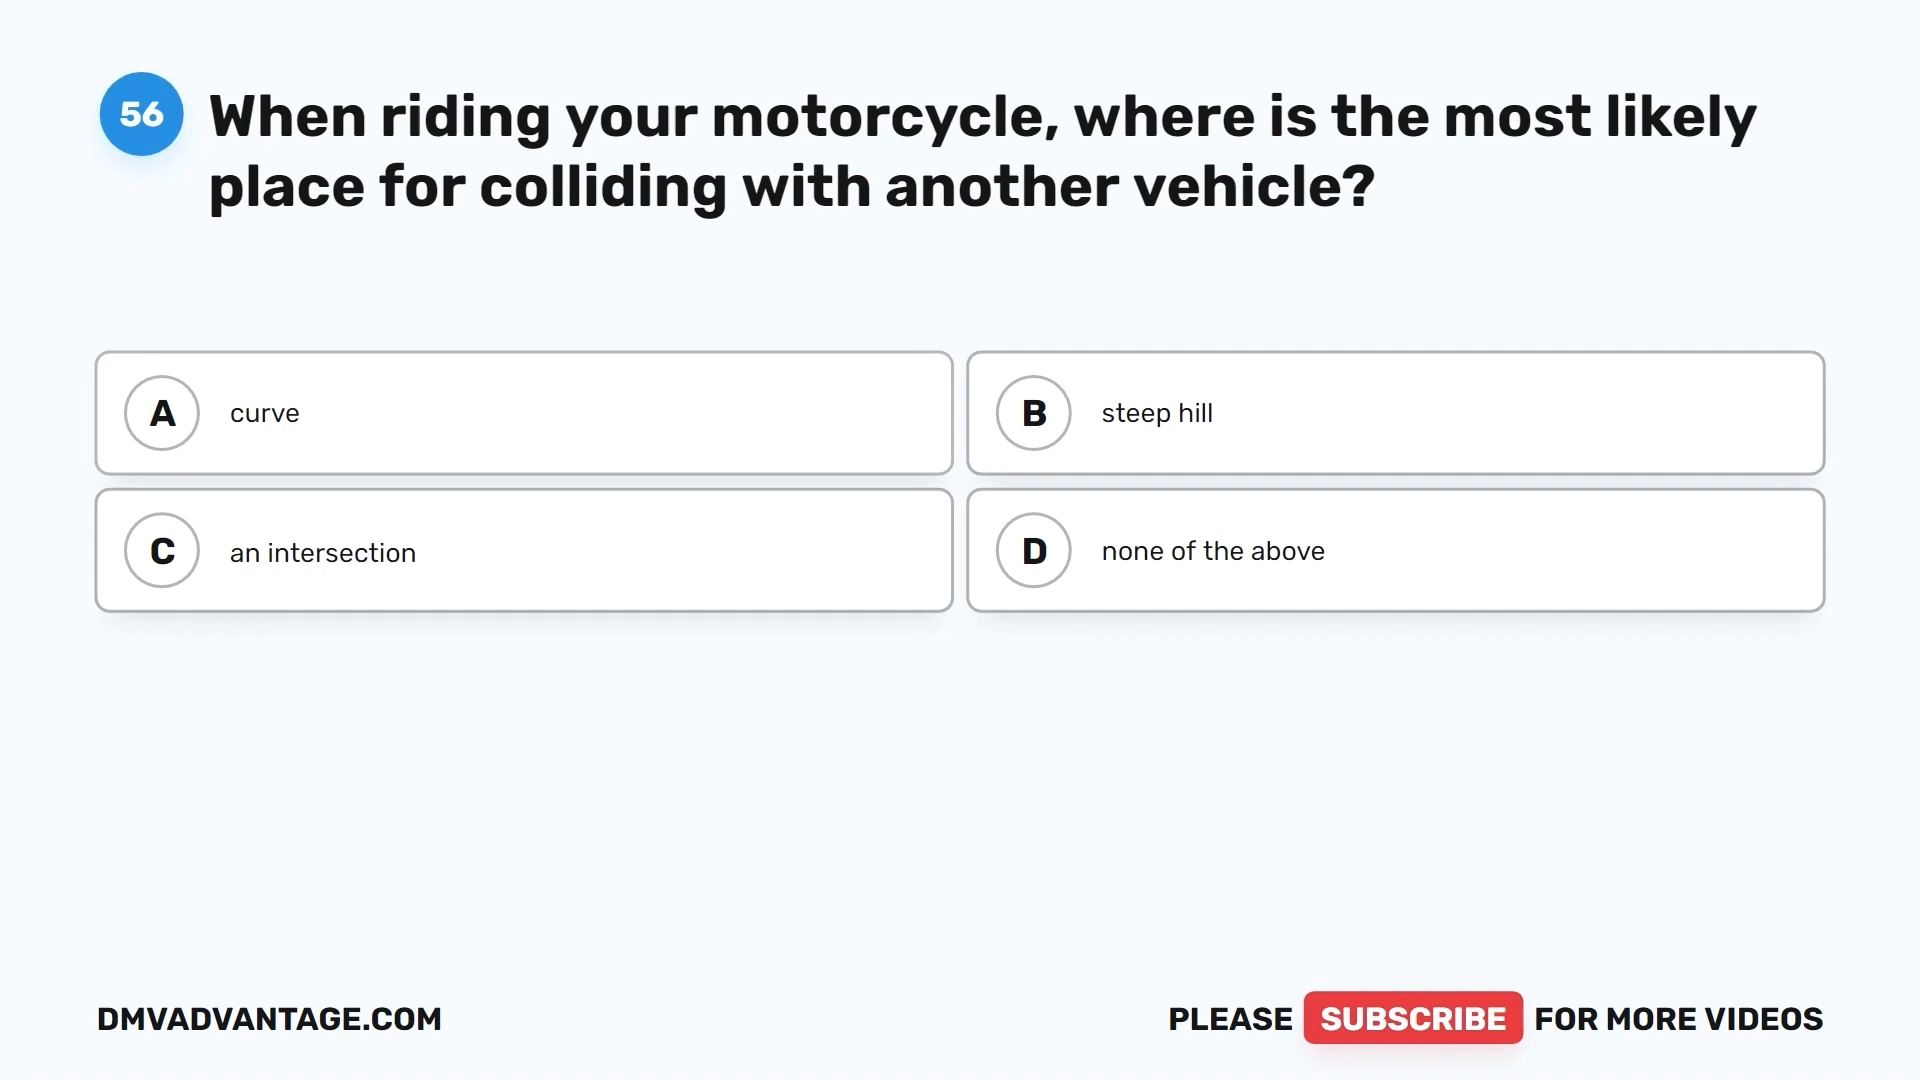 56
When riding your motorcycle, where is the most likely
place for colliding with another vehicle?
A curve
B steep hill
C an intersection
D none of the above
DMVADVANTAGE.COM
PLEASE SUBSCRIBE FOR MORE VIDEOS